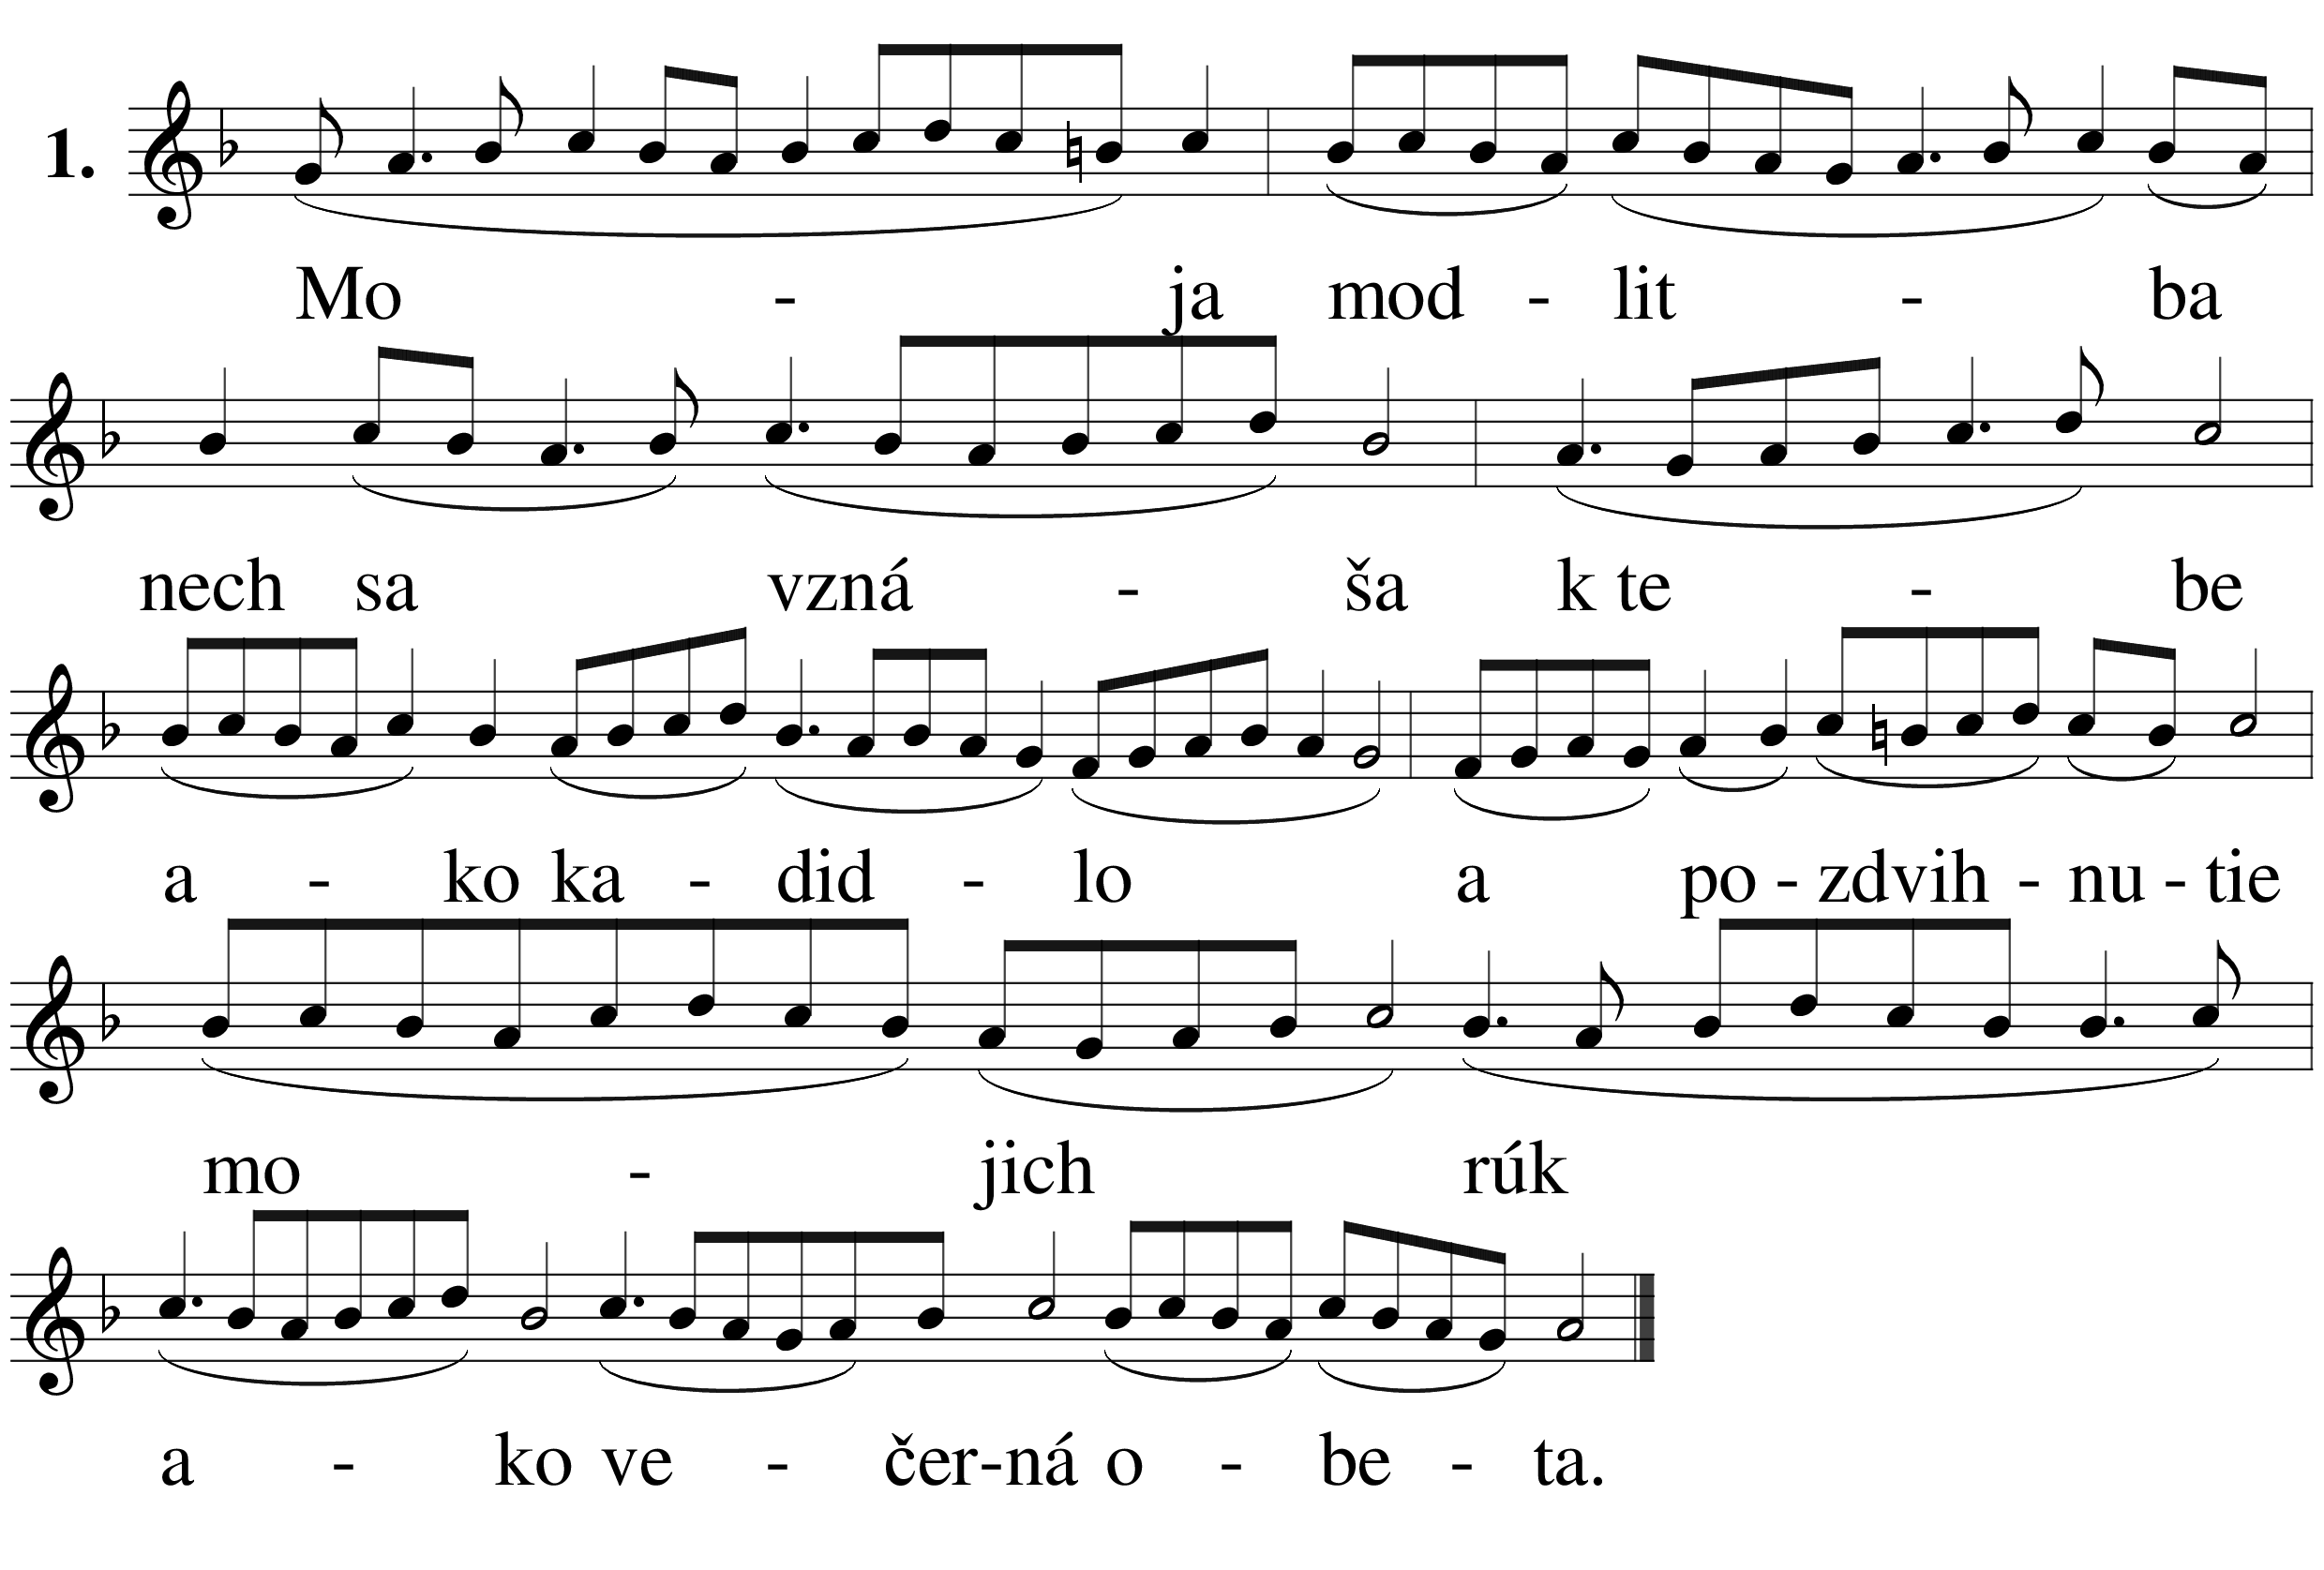 1.
Mo - ja mod - lit - ba
nech sa vzná - ša k te - be
a - ko ka - did - lo a po - zdvih - nu - tie
mo - jich rúk
a - ko ve - čer-ná o - be - ta.